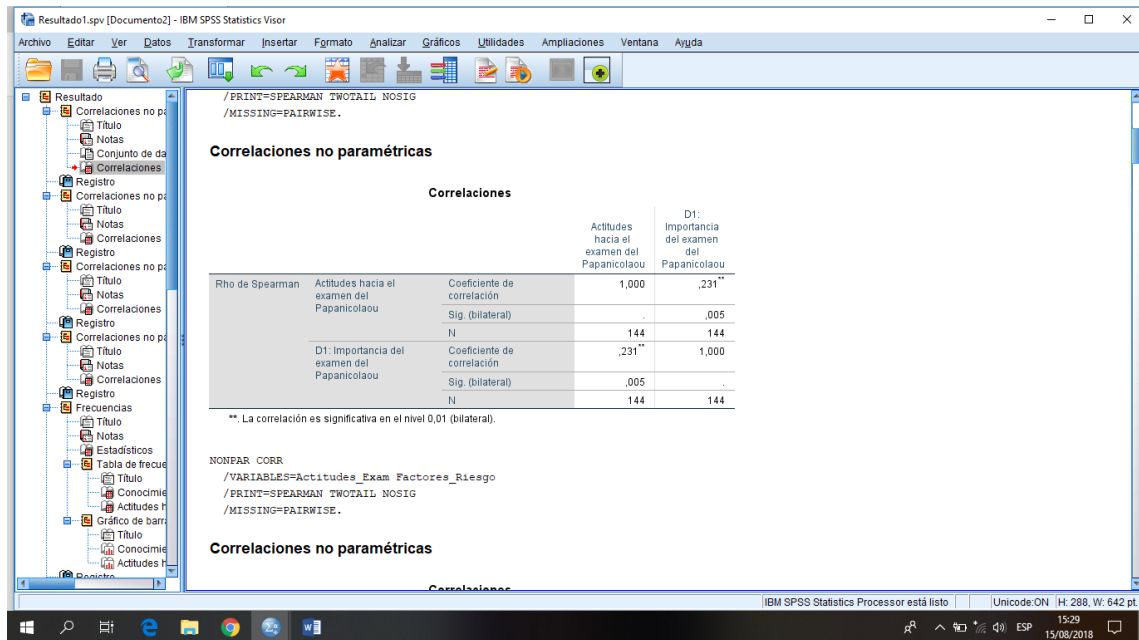 Resultado1.spv [Documento2] - IBM SPSS Statistics Visor
Archivo Editar Ver Datos Transformar Insertar Formato Analizar Gráficos Utilidades Ampliaciones Ventana Ayuda
Resultado
Correlaciones no pa
Título
Notas
Conjunto de da
Correlaciones
Registro
Correlaciones no pa
Título
Notas
Correlaciones
Registro
Correlaciones no pa
Título
Notas
Correlaciones
Registro
Correlaciones no pa
Título
Notas
Correlaciones
Registro
Frecuencias
Título
Notas
Estadísticos
Tabla de frecue
Título
Conocimie
Actitudes h
Gráfico de barra
Título
Conocimie
Actitudes h
Registro
/PRINT=SPEARMAN TWOTAIL NOSIG
/MISSING=PAIRWISE.
Correlaciones no paramétricas
Correlaciones
Actitudes
hacia el
examen del
Papanicolaou
D1:
Importancia
del examen
del
Papanicolaou
Rho de Spearman
Actitudes hacia el
examen del
Papanicolaou
Coeficiente de
correlación
1,000 ,231**
Sig. (bilateral) . ,005
N 144 144
D1: Importancia del
examen del
Papanicolaou
Coeficiente de
correlación
,231** 1,000
Sig. (bilateral) ,005 .
N 144 144
**. La correlación es significativa en el nivel 0,01 (bilateral).
NONPAR CORR
/VARIABLES=Actitudes_Exam Factores_Riesgo
/PRINT=SPEARMAN TWOTAIL NOSIG
/MISSING=PAIRWISE.
Correlaciones no paramétricas
Correlaciones
IBM SPSS Statistics Processor está listo Unicode:ON H: 288, W: 642 pt.
ESP
15:29
15/08/2018